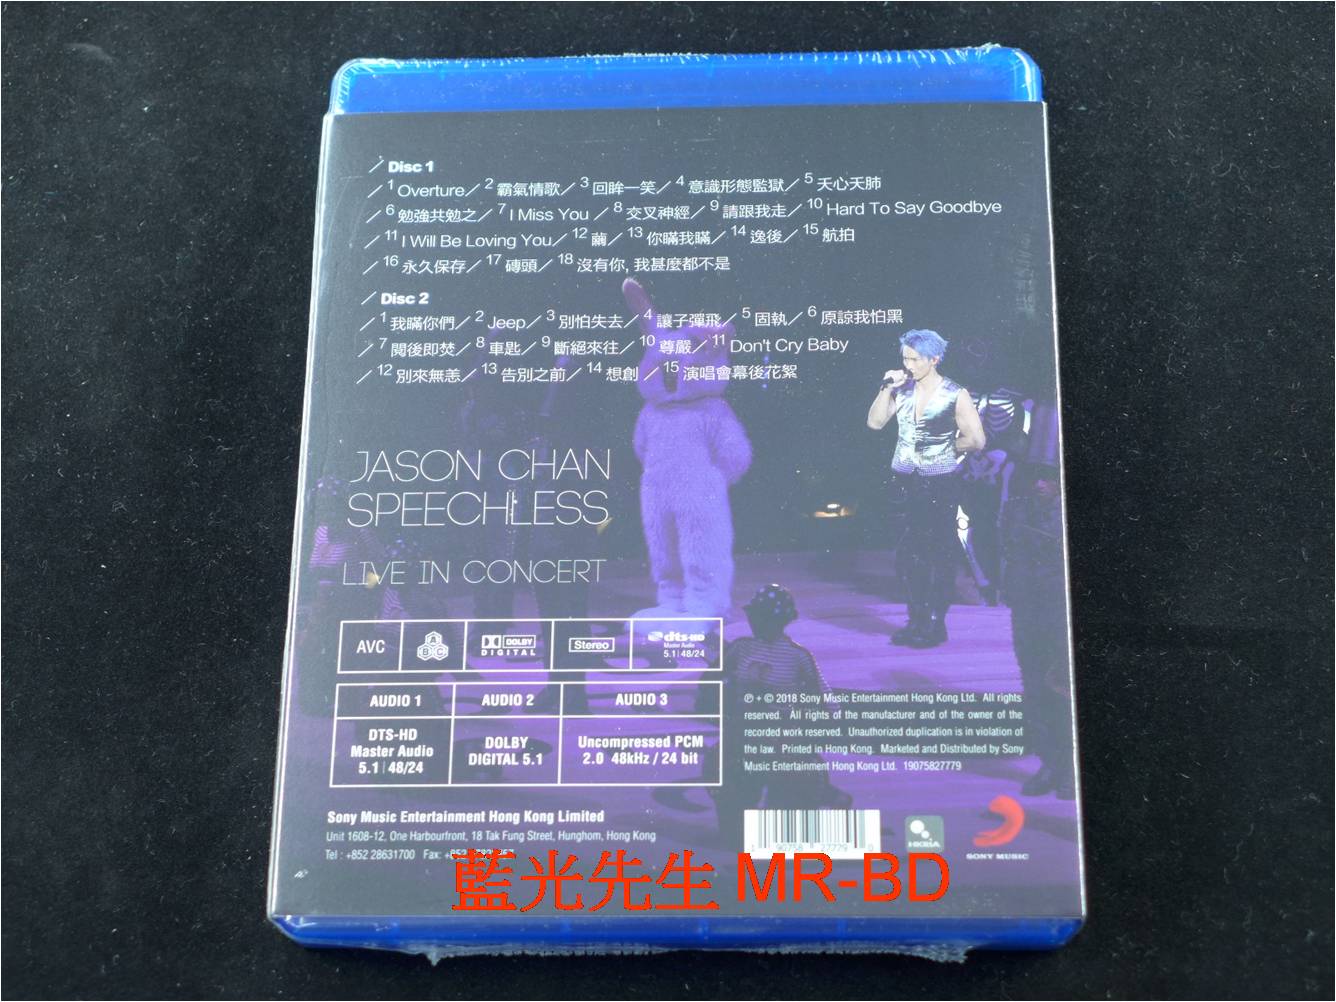 ／ Disc 1
／ 1 Overture／ 2 霸氣情歌／ 3 回眸一笑／ 4 意識形態監獄／ 5 天心天肺
／ 6 勉強共勉之／ 7 I Miss You ／ 8 交叉神經／ 9 請跟我走／ 10 Hard To Say Goodbye
／ 11 I Will Be Loving You／ 12 繭／ 13 你瞞我瞞／ 14 逸後／ 15 航拍
／ 16 永久保存／ 17 磚頭／ 18 沒有你, 我甚麼都不是
／ Disc 2
／ 1 我瞞你們／ 2 Jeep／ 3 別怕失去／ 4 讓子彈飛／ 5 固執／ 6 原諒我怕黑
／ 7 閱後即焚／ 8 車匙／ 9 斷絕來往／ 10 尊嚴／ 11 Don't Cry Baby
／ 12 別來無恙／ 13 告別之前／ 14 想創 ／ 15 演唱會幕後花絮
JASON CHAN
SPEECHLESS
LIVE IN CONCERT
AVC
A B C
DOLBY DIGITAL
Stereo
dts-HD Master Audio 5.1 | 48/24
AUDIO 1 AUDIO 2 AUDIO 3
DTS-HD Master Audio 5.1 | 48/24
DOLBY DIGITAL 5.1
Uncompressed PCM 2.0 48kHz / 24 bit
℗ + © 2018 Sony Music Entertainment Hong Kong Ltd. All rights
reserved. All rights of the manufacturer and of the owner of the
recorded work reserved. Unauthorized duplication is in violation of
the law. Printed in Hong Kong. Marketed and Distributed by Sony
Music Entertainment Hong Kong Ltd. 19075827779
Sony Music Entertainment Hong Kong Limited
Unit 1608-12, One Harbourfront, 18 Tak Fung Street, Hunghom, Hong Kong
Tel : +852 28631700 Fax:
1 90758 27779 0
HKRIA
SONY MUSIC
藍光先生 MR-BD